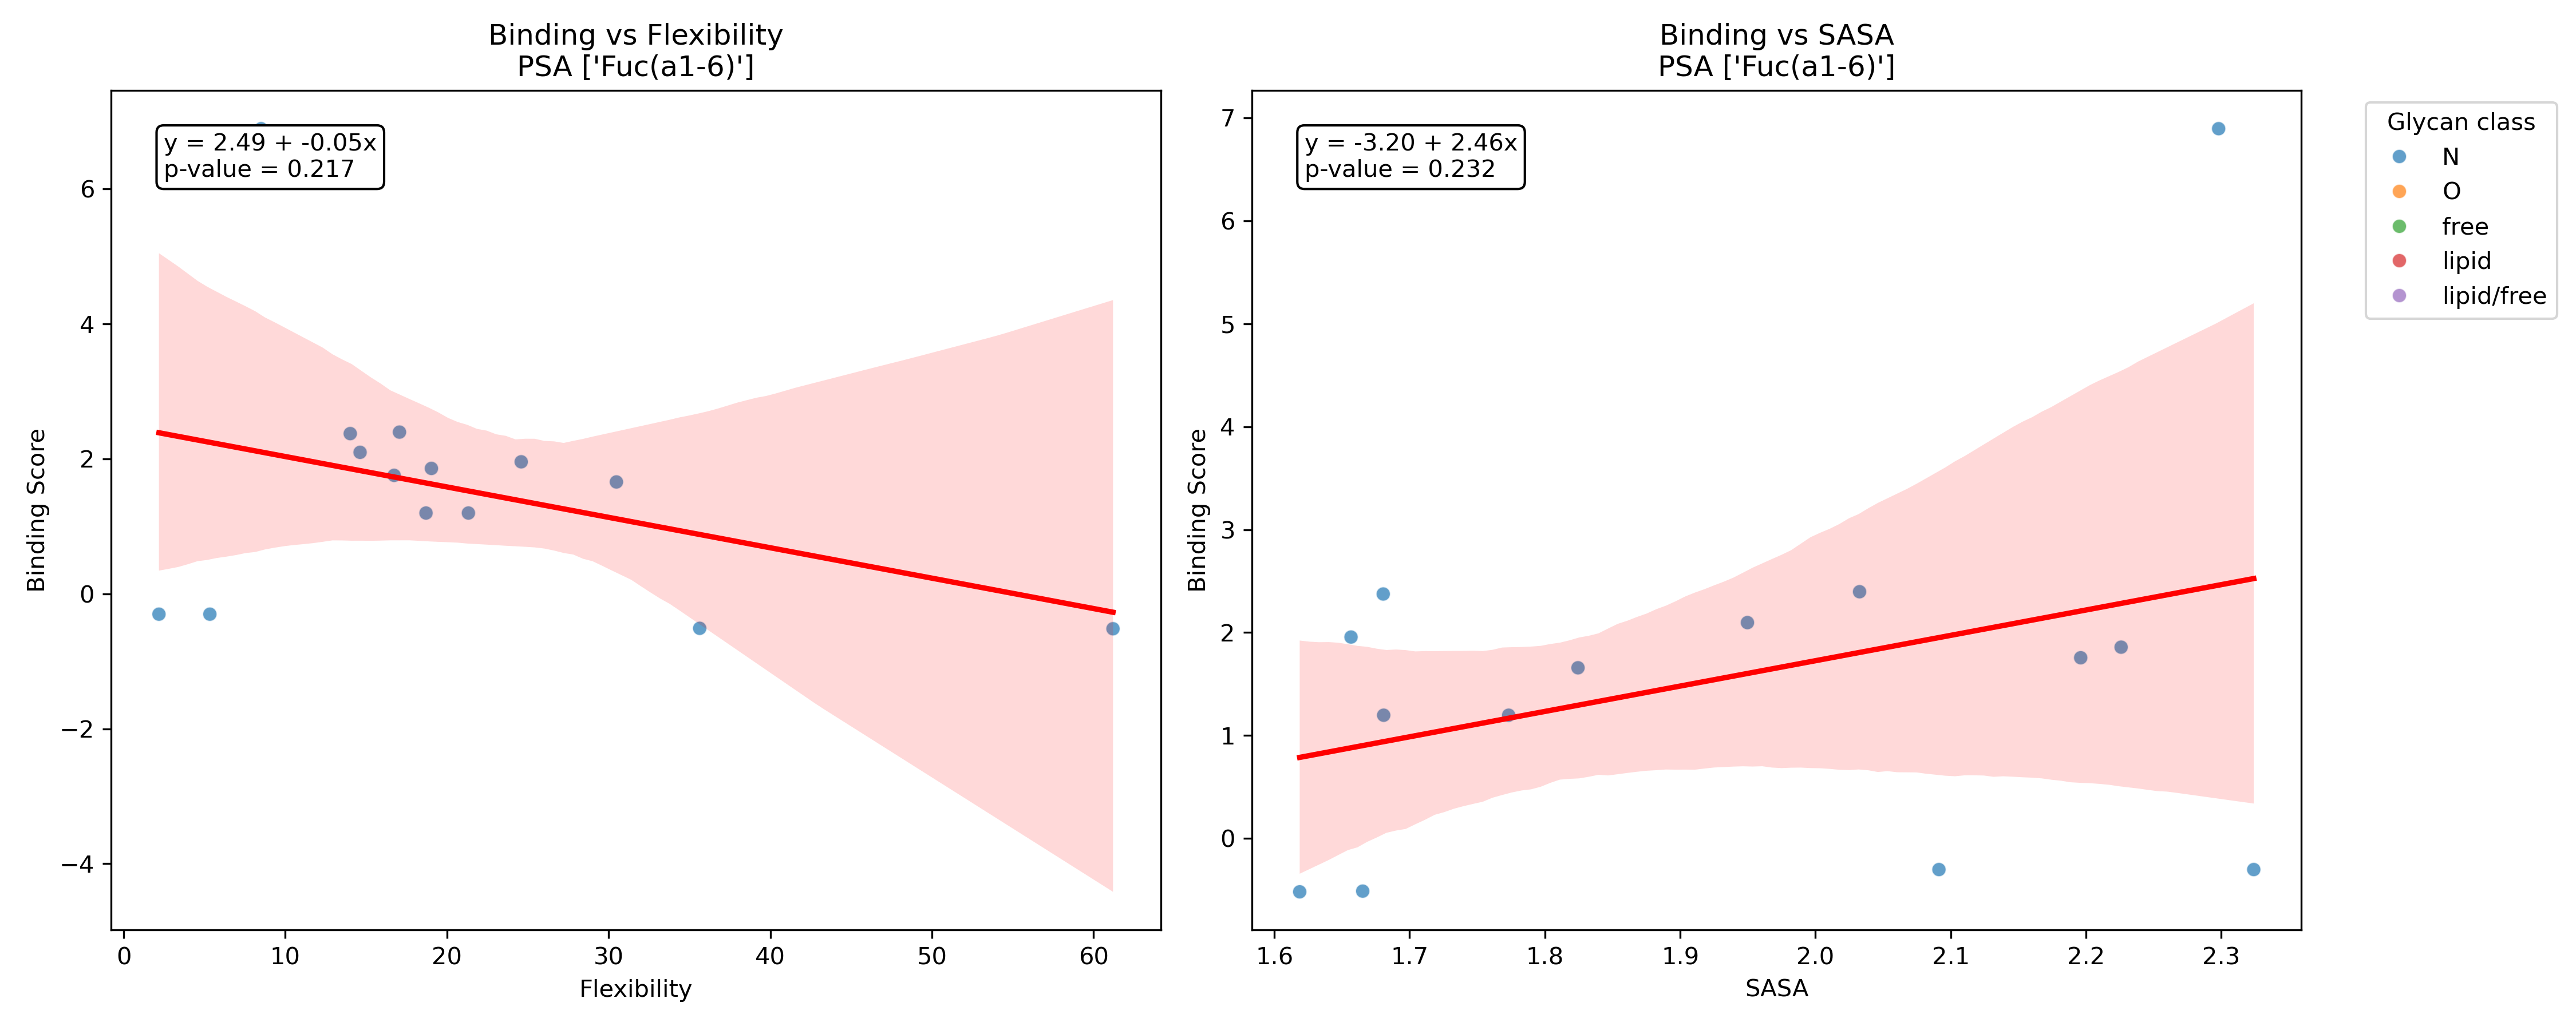 Binding vs Flexibility
PSA ['Fuc(a1-6)']
y = 2.49 + -0.05x
p-value = 0.217
6
4
2
0
−2
−4
Binding Score
0 10 20 30 40 50 60
Flexibility
Binding vs SASA
PSA ['Fuc(a1-6)']
y = -3.20 + 2.46x
p-value = 0.232
7
6
5
4
3
2
1
0
Binding Score
1.6 1.7 1.8 1.9 2.0 2.1 2.2 2.3
SASA
Glycan class
N
O
free
lipid
lipid/free